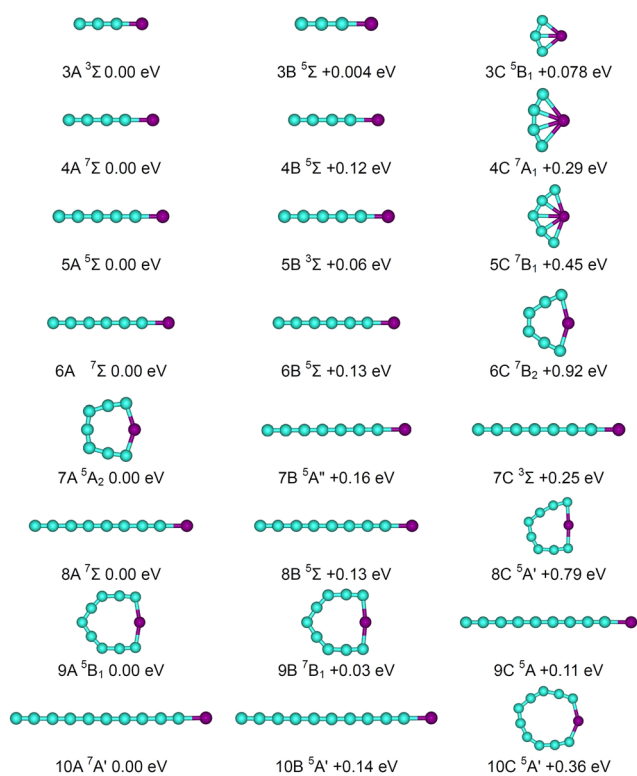 3A ³Σ 0.00 eV 3B ⁵Σ +0.004 eV 3C ⁵B₁ +0.078 eV
4A ⁷Σ 0.00 eV 4B ⁵Σ +0.12 eV 4C ⁷A₁ +0.29 eV
5A ⁵Σ 0.00 eV 5B ³Σ +0.06 eV 5C ⁷B₁ +0.45 eV
6A ⁷Σ 0.00 eV 6B ⁵Σ +0.13 eV 6C ⁷B₂ +0.92 eV
7A ⁵A₂ 0.00 eV 7B ⁵A" +0.16 eV 7C ³Σ +0.25 eV
8A ⁷Σ 0.00 eV 8B ⁵Σ +0.13 eV 8C ⁵A' +0.79 eV
9A ⁵B₁ 0.00 eV 9B ⁷B₁ +0.03 eV 9C ⁵A +0.11 eV
10A ⁷A' 0.00 eV 10B ⁵A' +0.14 eV 10C ⁵A' +0.36 eV